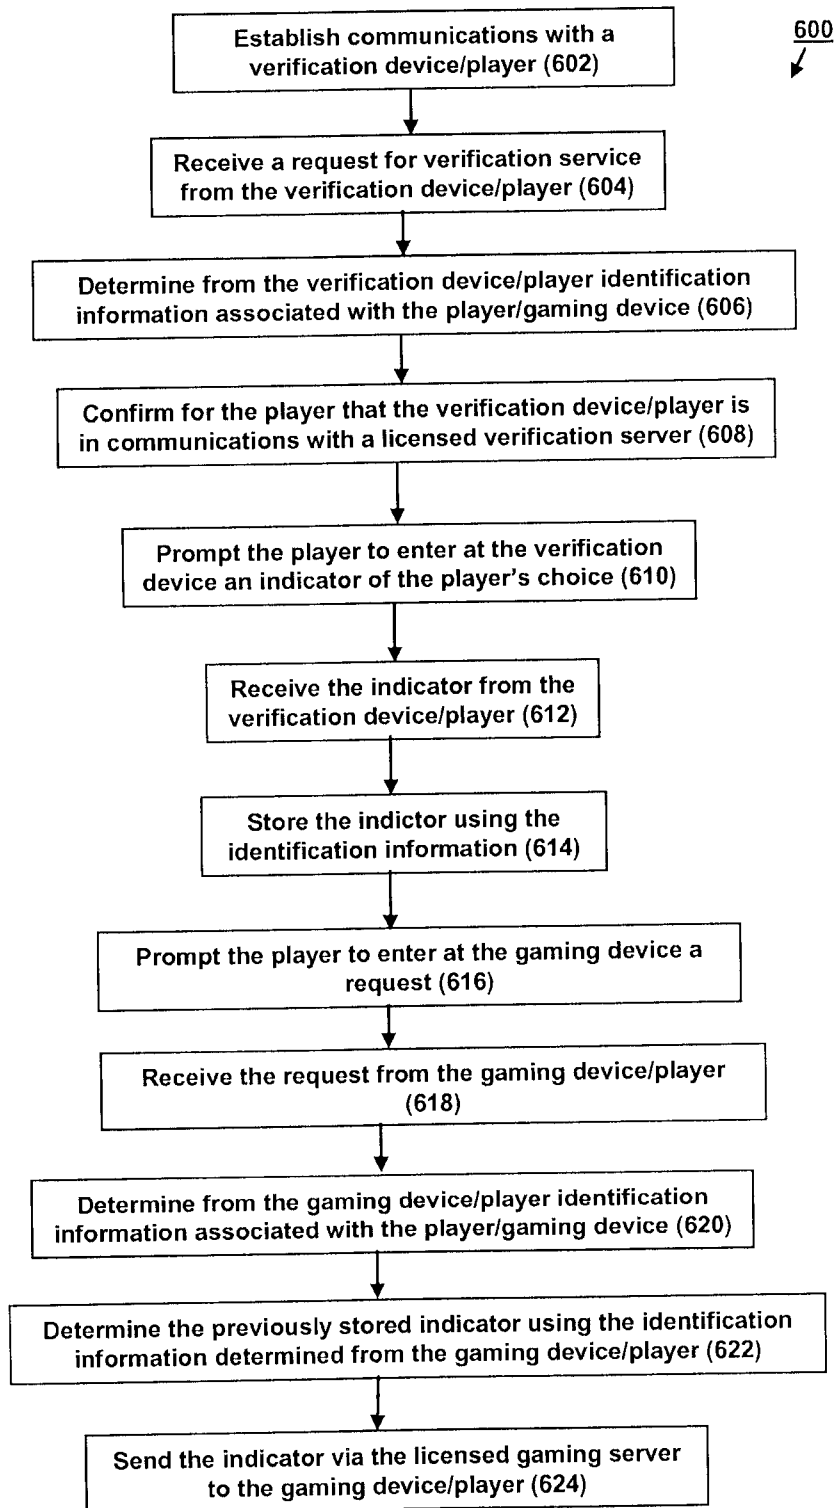 600
Establish communications with a
verification device/player (602)
Receive a request for verification service
from the verification device/player (604)
Determine from the verification device/player identification
information associated with the player/gaming device (606)
Confirm for the player that the verification device/player is
in communications with a licensed verification server (608)
Prompt the player to enter at the verification
device an indicator of the player's choice (610)
Receive the indicator from the
verification device/player (612)
Store the indictor using the
identification information (614)
Prompt the player to enter at the gaming device a
request (616)
Receive the request from the gaming device/player
(618)
Determine from the gaming device/player identification
information associated with the player/gaming device (620)
Determine the previously stored indicator using the identification
information determined from the gaming device/player (622)
Send the indicator via the licensed gaming server
to the gaming device/player (624)